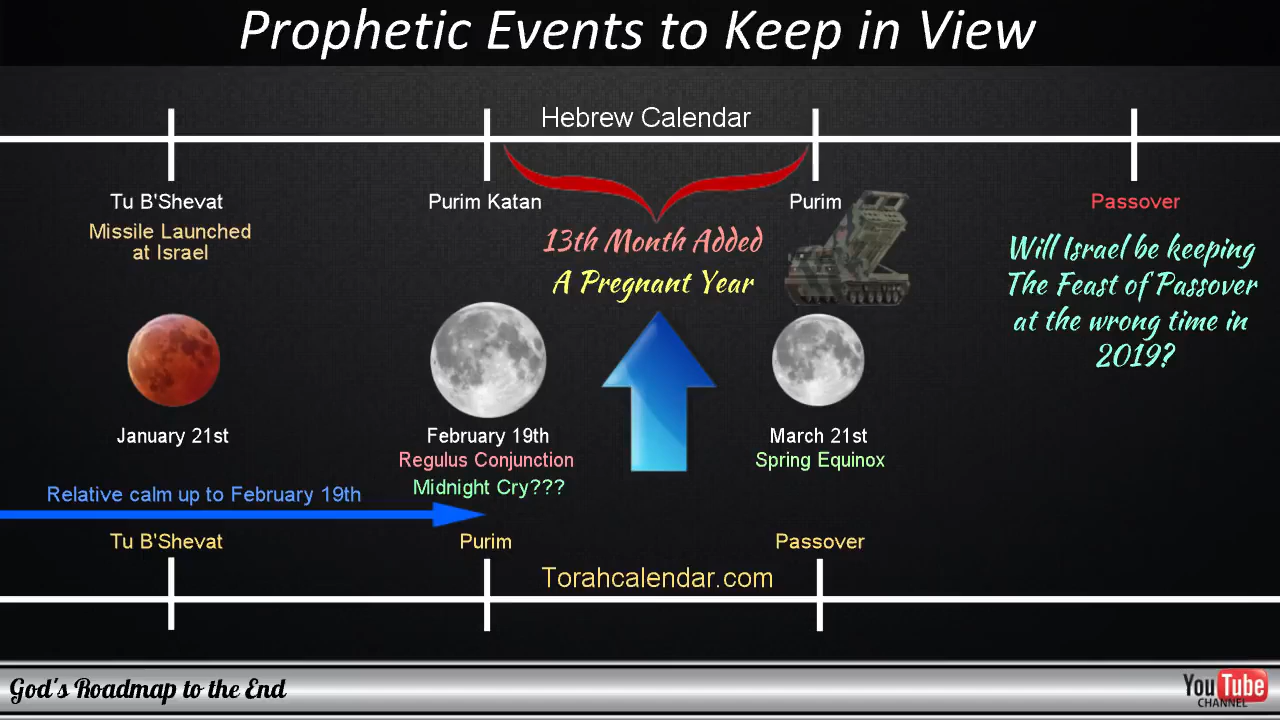 Prophetic Events to Keep in View
Hebrew Calendar
Tu B'Shevat
Missile Launched
at Israel
Purim Katan
13th Month Added
A Pregnant Year
Purim
Passover
Will Israel be keeping
The Feast of Passover
at the wrong time in
2019?
January 21st
February 19th
Regulus Conjunction
Midnight Cry???
March 21st
Spring Equinox
Relative calm up to February 19th
Tu B'Shevat
Purim
Passover
Torahcalendar.com
God's Roadmap to the End
YouTube
CHANNEL